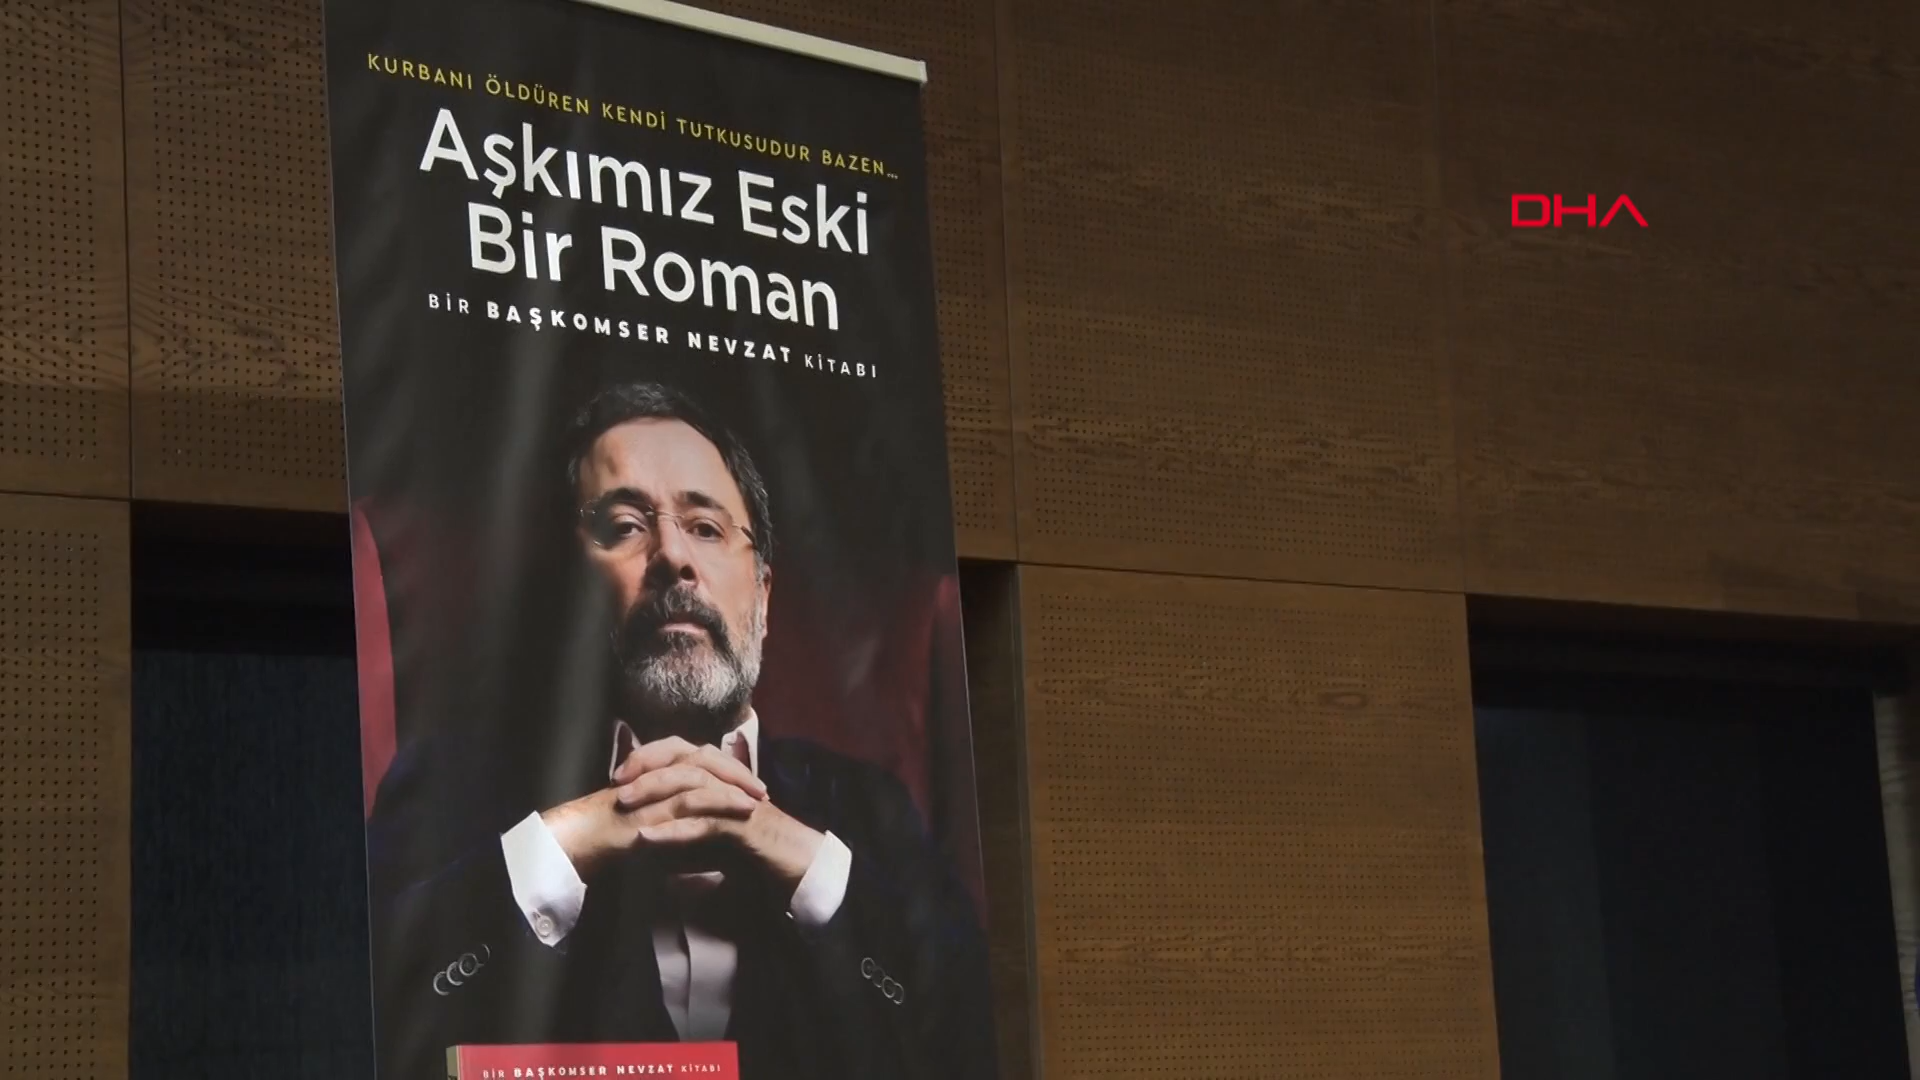 KURBANI ÖLDÜREN KENDİ TUTKUSUDUR BAZEN...
Aşkımız Eski
Bir Roman
BİR BAŞKOMSER NEVZAT KİTABI
DHA
BİR BAŞKOMSER NEVZAT KİTABI